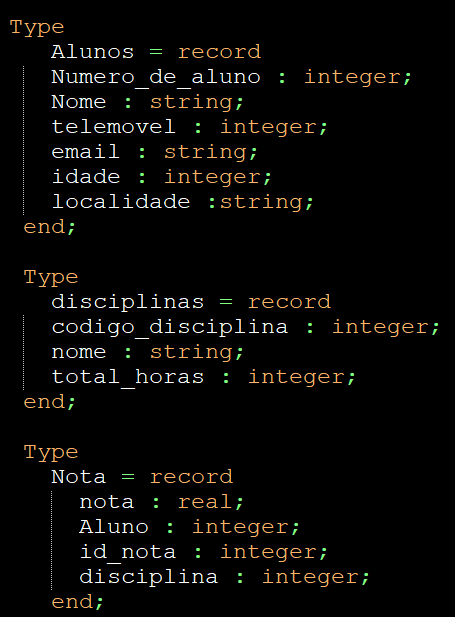 Type
Alunos = record
Numero_de_aluno : integer;
Nome : string;
telemovel : integer;
email : string;
idade : integer;
localidade :string;
end;
Type
disciplinas = record
codigo_disciplina : integer;
nome : string;
total_horas : integer;
end;
Type
Nota = record
nota : real;
Aluno : integer;
id_nota : integer;
disciplina : integer;
end;